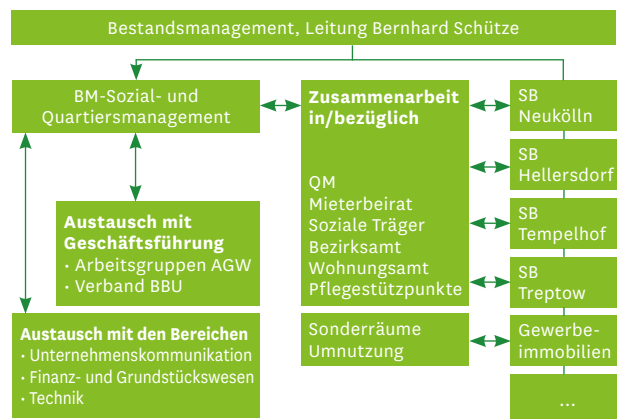 Bestandsmanagement, Leitung Bernhard Schütze
BM-Sozial- und
Quartiersmanagement
Zusammenarbeit
in/bezüglich
QM
Mieterbeirat
Soziale Träger
Bezirksamt
Wohnungsamt
Pflegestützpunkte
SB
Neukölln
SB
Hellersdorf
SB
Tempelhof
SB
Treptow
Austausch mit
Geschäftsführung
· Arbeitsgruppen AGW
· Verband BBU
Austausch mit den Bereichen
· Unternehmenskommunikation
· Finanz- und Grundstückswesen
· Technik
Sonderräume
Umnutzung
Gewerbe-
immobilien
...